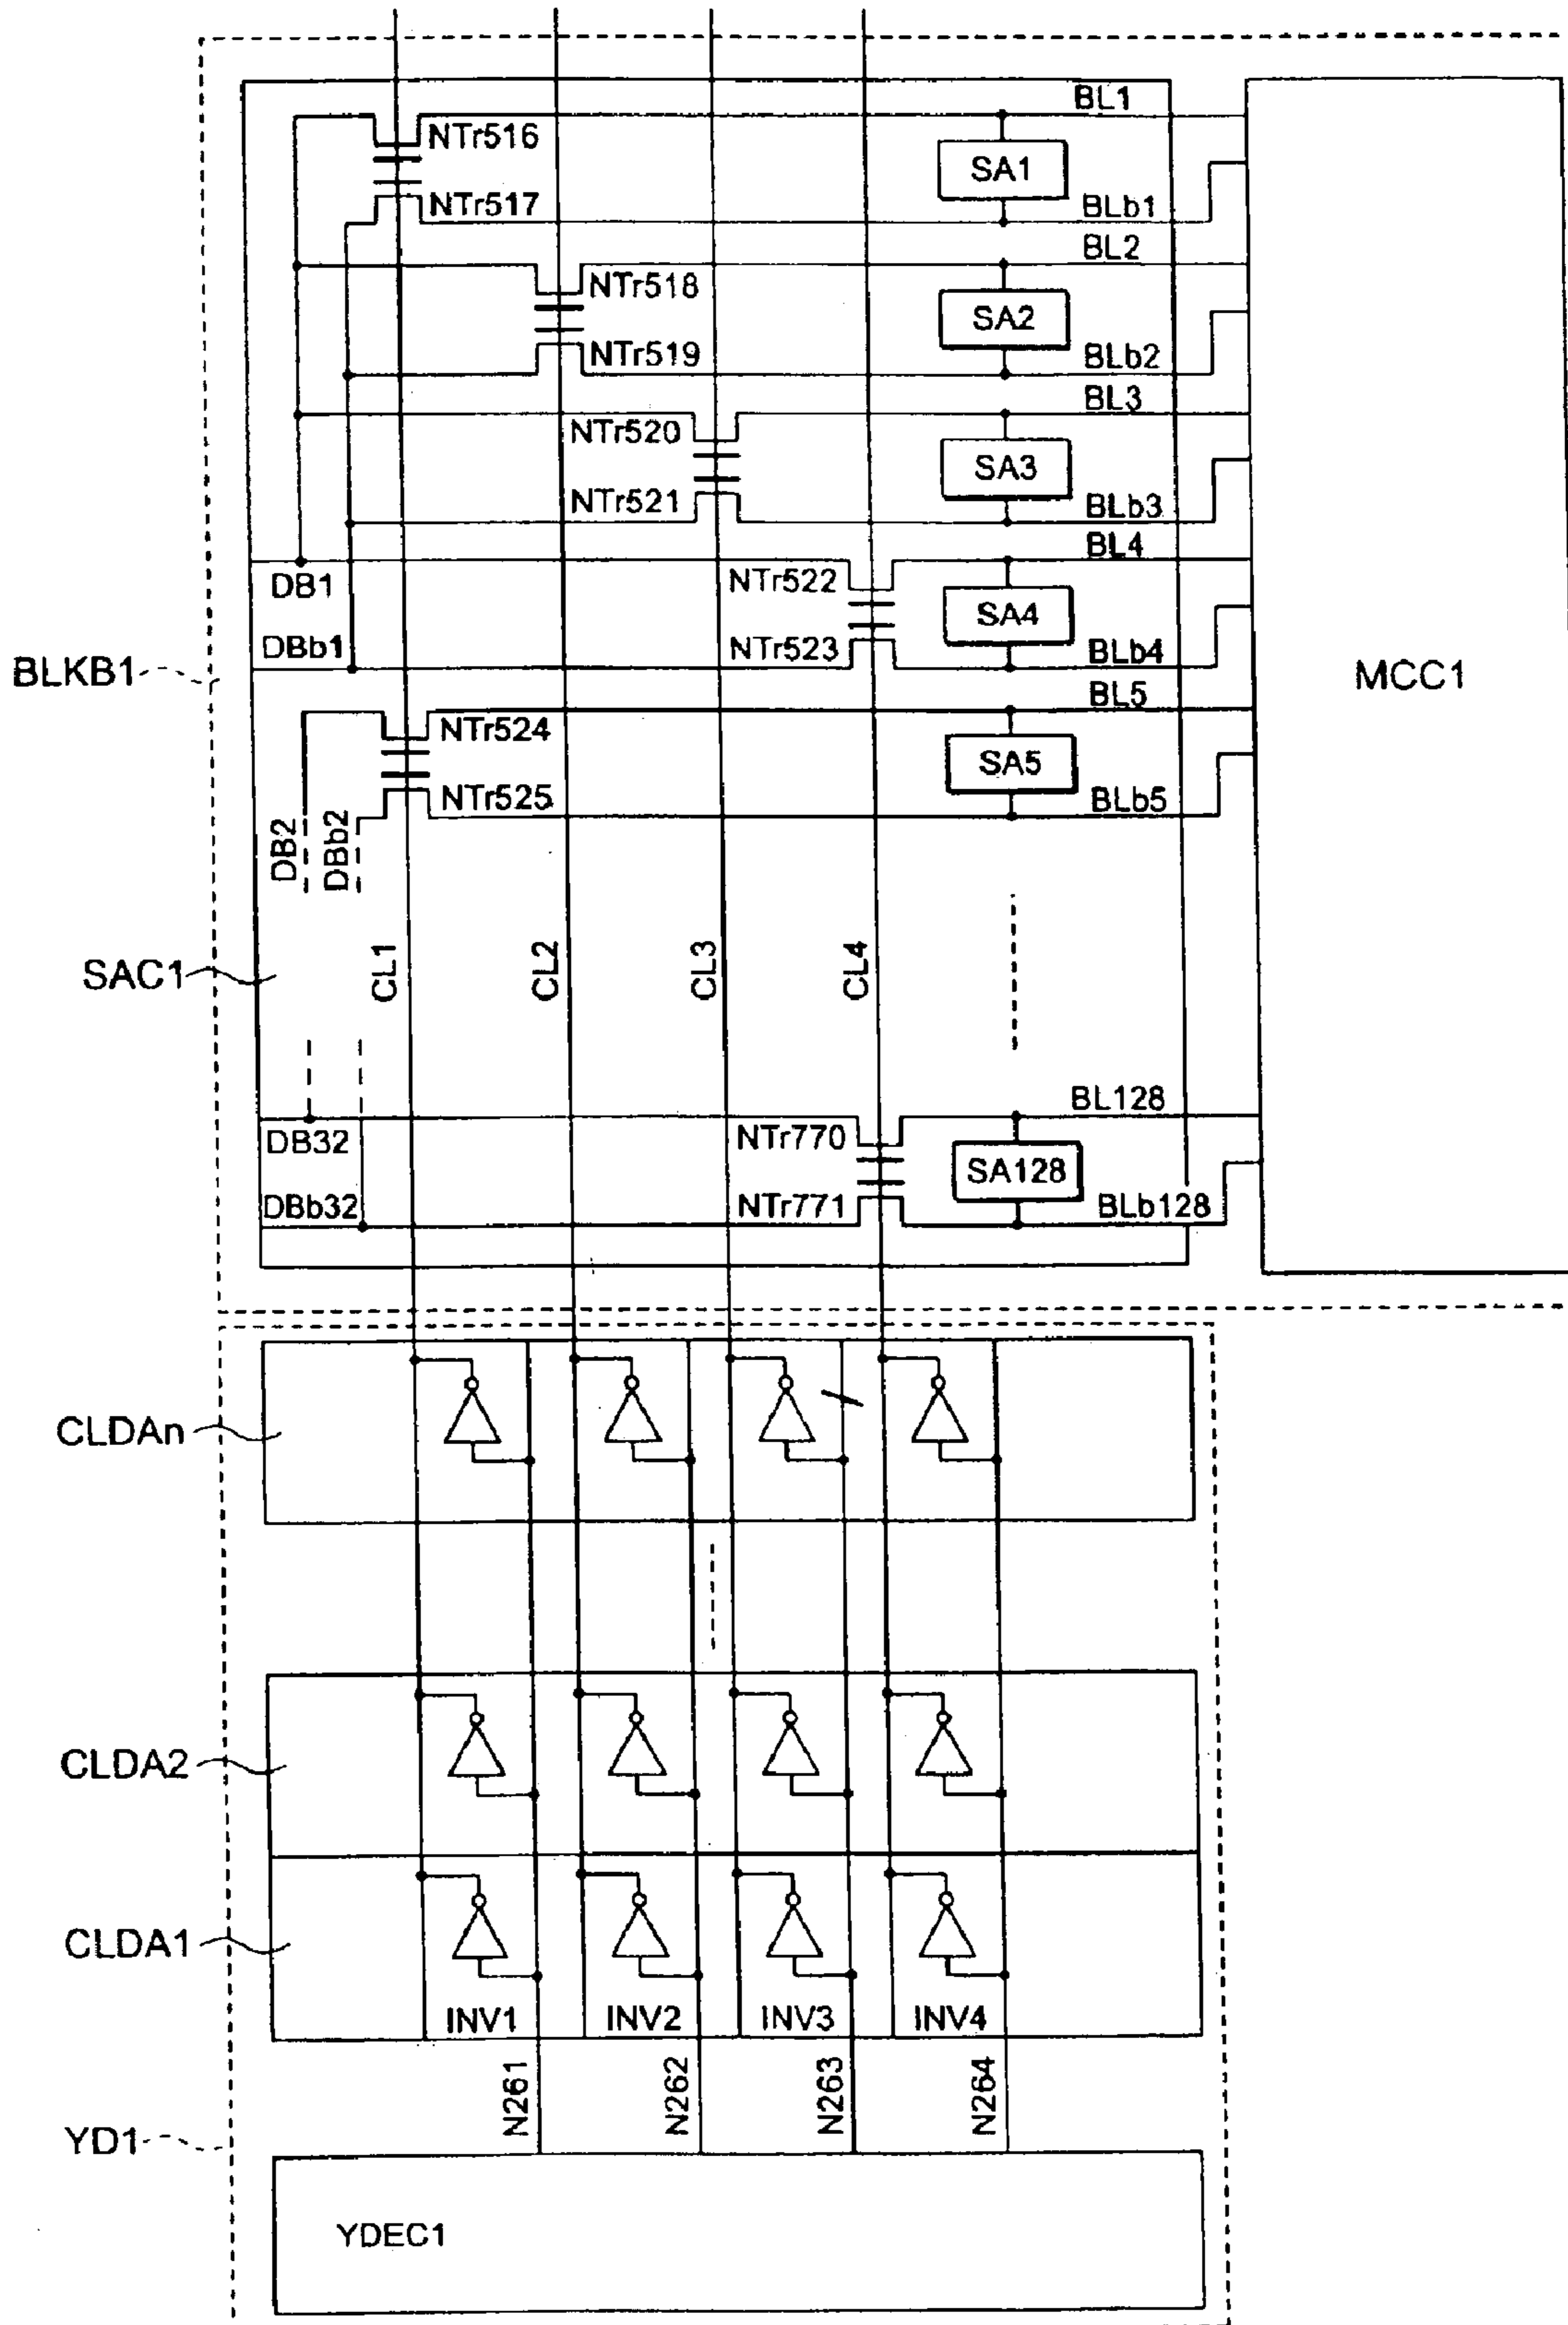 BL1
NTr516
SA1
NTr517
BLb1
BL2
NTr518
SA2
NTr519
BLb2
BL3
NTr520
SA3
NTr521
BLb3
BL4
DB1
NTr522
SA4
DBb1
NTr523
BLb4
BLKB1
MCC1
BL5
NTr524
SA5
NTr525
BLb5
DB2
DBb2
SAC1
CL1
CL2
CL3
CL4
BL128
DB32
NTr770
SA128
DBb32
NTr771
BLb128
CLDAn
CLDA2
CLDA1
INV1
INV2
INV3
INV4
N261
N262
N263
N264
YD1
YDEC1